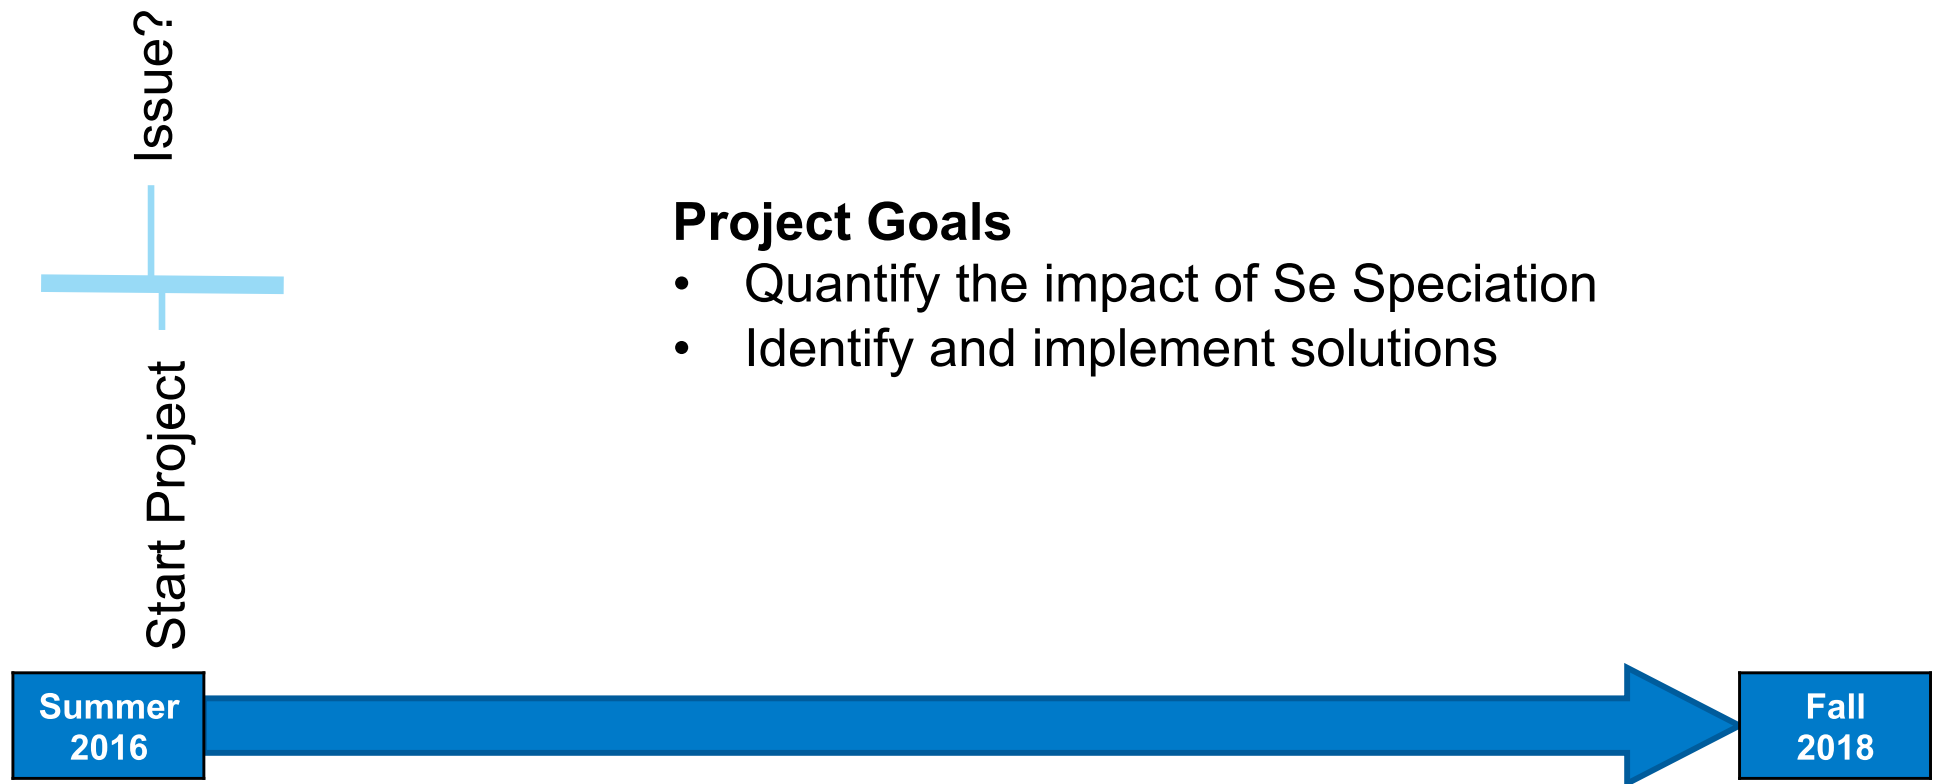 Issue?
Start Project
Project Goals
• Quantify the impact of Se Speciation
• Identify and implement solutions
Summer
2016
Fall
2018